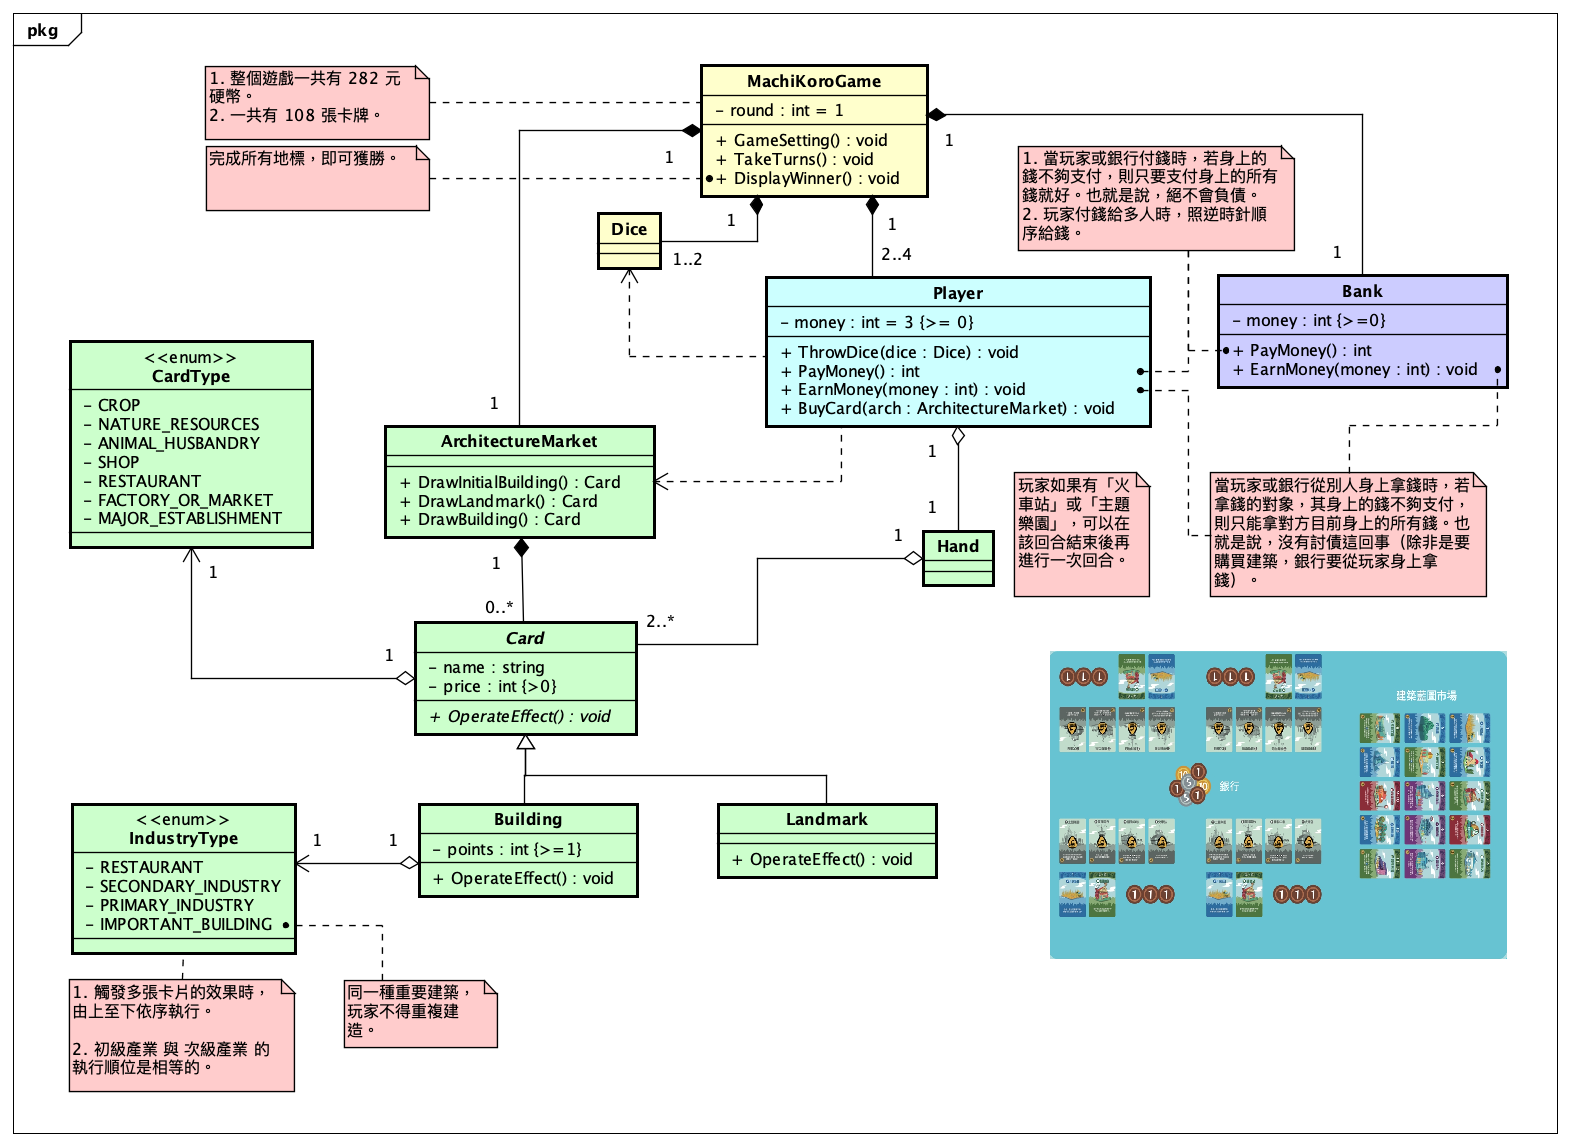 pkg
1. 整個遊戲一共有 282 元
硬幣。
2. 一共有 108 張卡牌。
完成所有地標，即可獲勝。
MachiKoroGame
- round : int = 1
+ GameSetting() : void
+ TakeTurns() : void
+ DisplayWinner() : void
1
1
1
1
1..2
2..4
1
1
Dice
1. 當玩家或銀行付錢時，若身上的
錢不夠支付，則只要支付身上的所有
錢就好。也就是說，絕不會負債。
2. 玩家付錢給多人時，照逆時針順
序給錢。
Player
- money : int = 3 {>= 0}
+ ThrowDice(dice : Dice) : void
+ PayMoney() : int
+ EarnMoney(money : int) : void
+ BuyCard(arch : ArchitectureMarket) : void
Bank
- money : int {>=0}
+ PayMoney() : int
+ EarnMoney(money : int) : void
<<enum>>
CardType
- CROP
- NATURE_RESOURCES
- ANIMAL_HUSBANDRY
- SHOP
- RESTAURANT
- FACTORY_OR_MARKET
- MAJOR_ESTABLISHMENT
ArchitectureMarket
+ DrawInitialBuilding() : Card
+ DrawLandmark() : Card
+ DrawBuilding() : Card
1
1
Hand
1
2..*
玩家如果有「火
車站」或「主題
樂園」，可以在
該回合結束後再
進行一次回合。
當玩家或銀行從別人身上拿錢時，若
拿錢的對象，其身上的錢不夠支付，
則只能拿對方目前身上的所有錢。也
就是說，沒有討債這回事（除非是要
購買建築，銀行要從玩家身上拿
錢）。
1
0..*
1
1
Card
- name : string
- price : int {>0}
+ OperateEffect() : void
<<enum>>
IndustryType
- RESTAURANT
- SECONDARY_INDUSTRY
- PRIMARY_INDUSTRY
- IMPORTANT_BUILDING
1
1
Building
- points : int {>=1}
+ OperateEffect() : void
Landmark
+ OperateEffect() : void
1. 觸發多張卡片的效果時，
由上至下依序執行。
2. 初級產業 與 次級產業 的
執行順位是相等的。
同一種重要建築，
玩家不得重複建
造。
建築藍圖市場
銀行